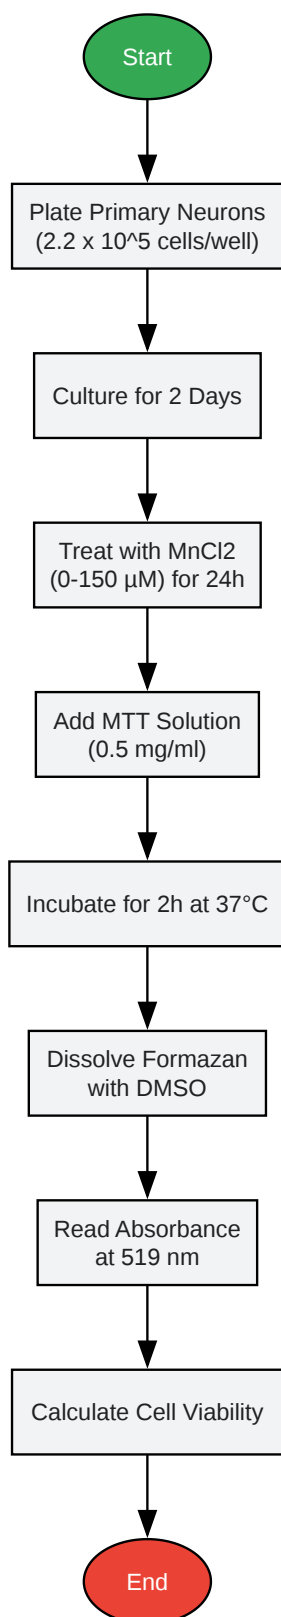 Start
Plate Primary Neurons
(2.2 x 10^5 cells/well)
Culture for 2 Days
Treat with MnCl2
(0-150 µM) for 24h
Add MTT Solution
(0.5 mg/ml)
Incubate for 2h at 37°C
Dissolve Formazan
with DMSO
Read Absorbance
at 519 nm
Calculate Cell Viability
End